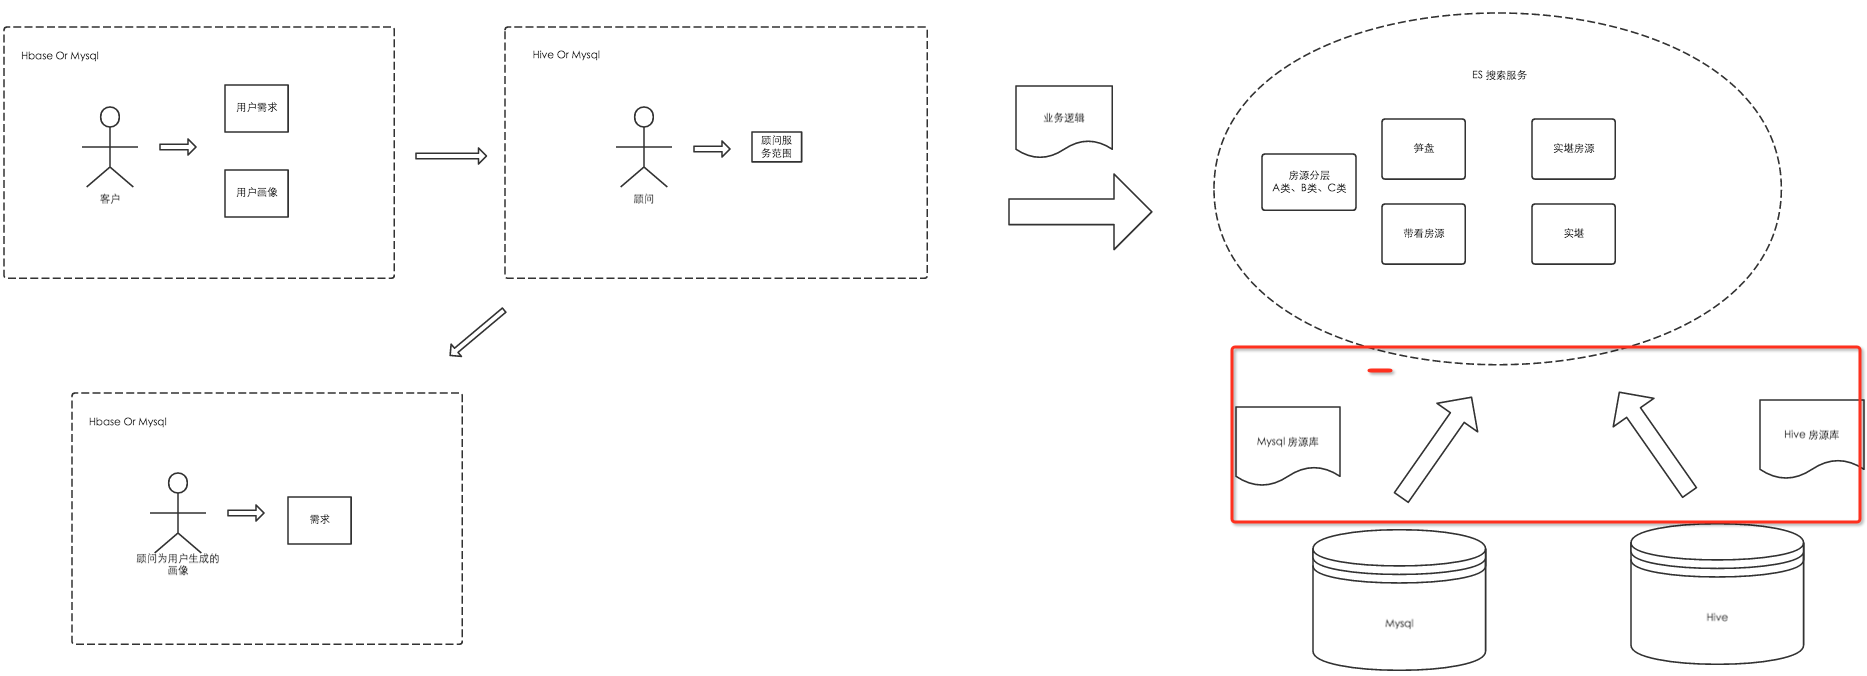 Hbase Or Mysql
用户需求
用户画像
客户
Hive Or Mysql
顾问服
务范围
顾问
业务逻辑
ES 搜索服务
房源分层
A类、B类、C类
笋盘
实堪房源
带看房源
实堪
Hbase Or Mysql
需求
顾问为用户生成的
画像
Mysql 房源库
Hive 房源库
Mysql
Hive